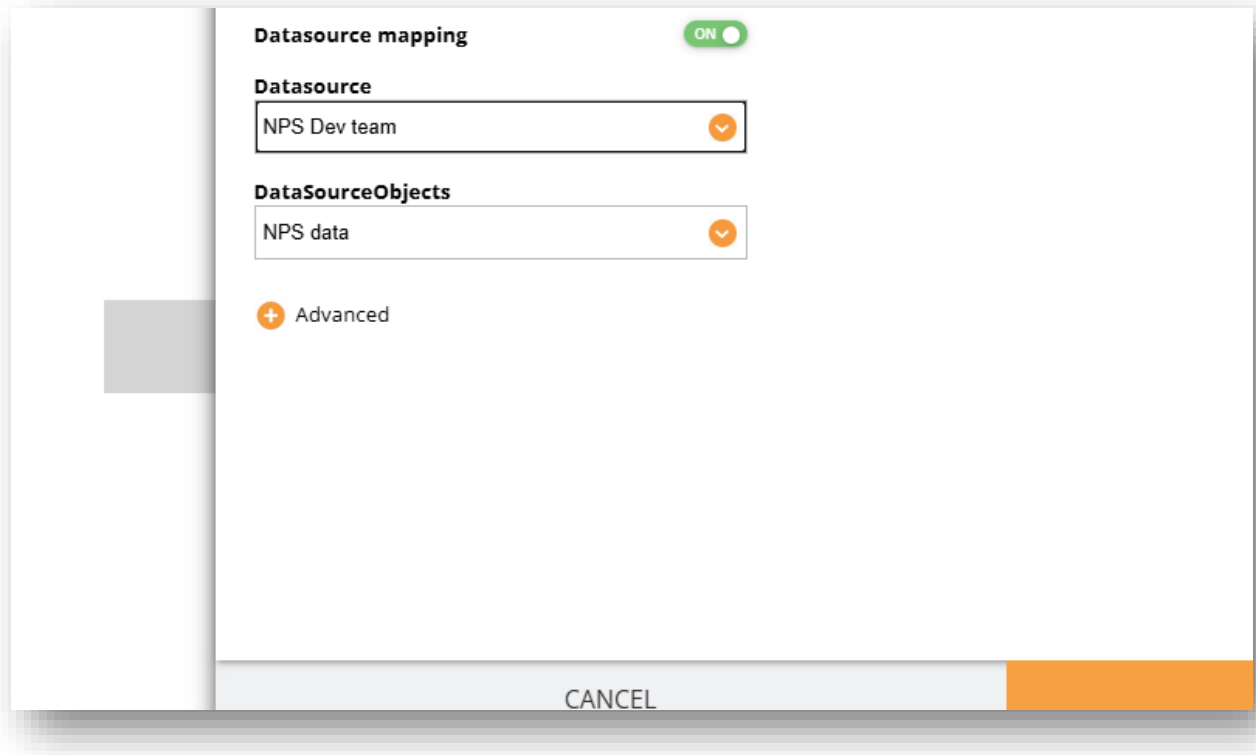 Datasource mapping
ON
Datasource
NPS Dev team
DataSourceObjects
NPS data
Advanced
CANCEL